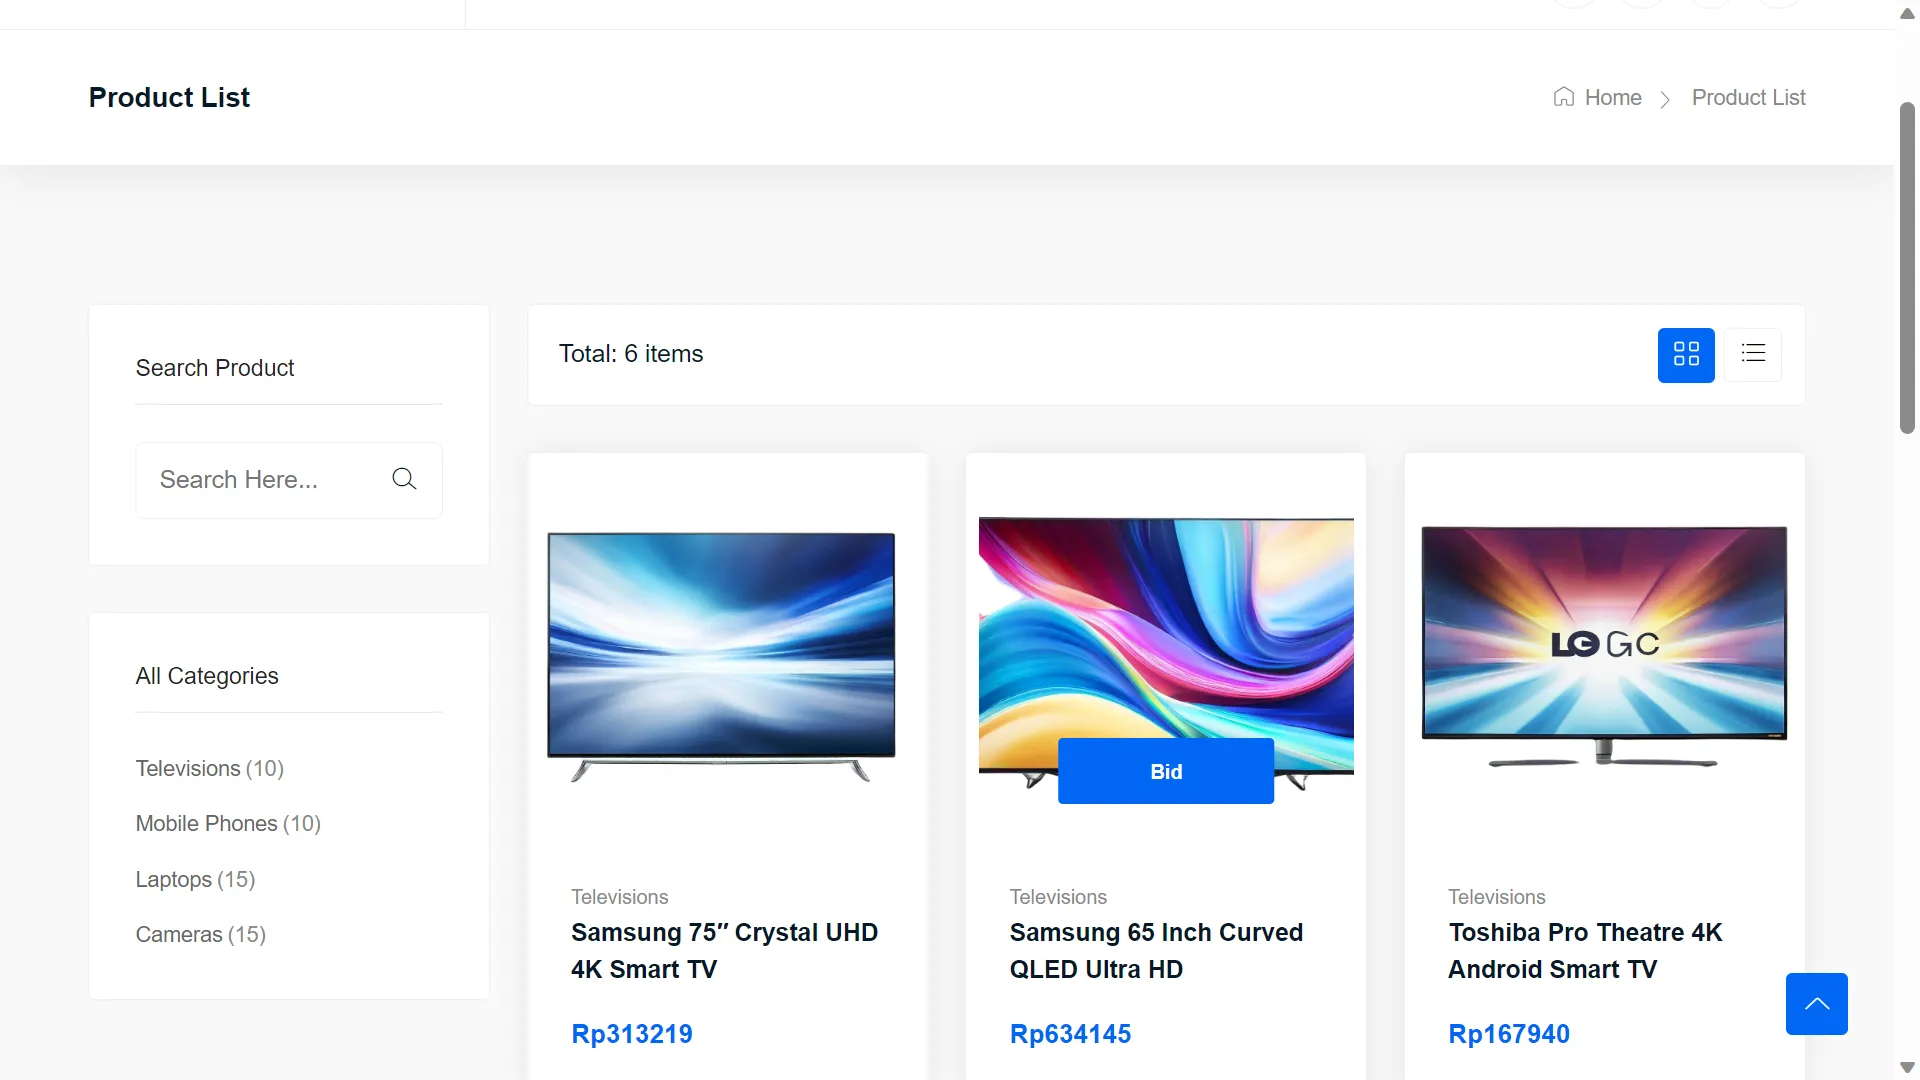 Product List
Home
Product List
Search Product
Search Here...
All Categories
Televisions (10)
Mobile Phones (10)
Laptops (15)
Cameras (15)
Total: 6 items
Televisions
Samsung 75″ Crystal UHD
4K Smart TV
Rp313219
Bid
Televisions
Samsung 65 Inch Curved
QLED Ultra HD
Rp634145
LG GC
Televisions
Toshiba Pro Theatre 4K
Android Smart TV
Rp167940